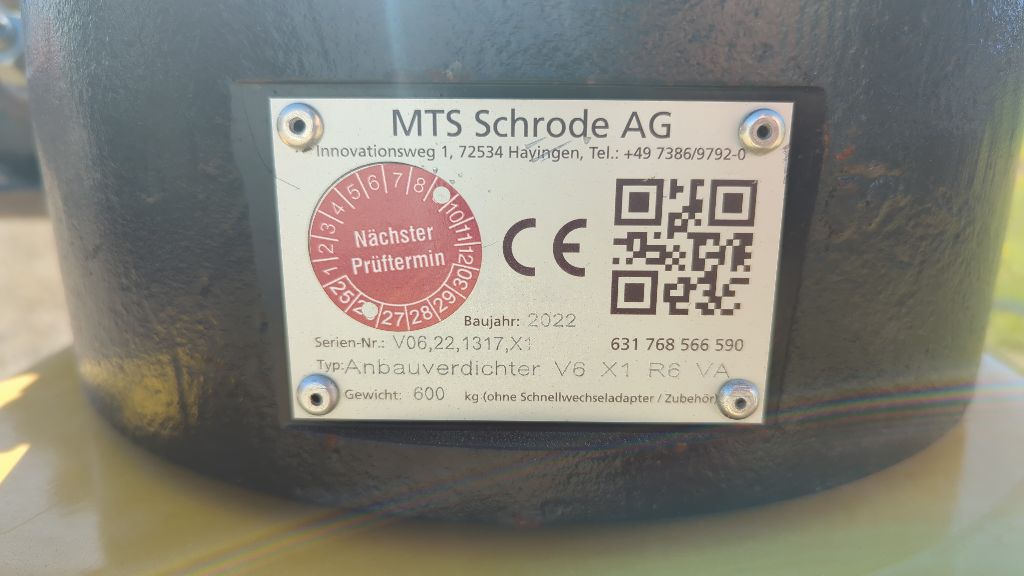 MTS Schrode AG
Innovationsweg 1, 72534 Hayingen, Tel.: +49 7386/9792-0
1 2 3 4 5 6 7 8 10 11 12
Nächster
Prüftermin
25 27 28 29 30
CE
Baujahr: 2022
Serien-Nr.: V06,22,1317,X1
631 768 566 590
Typ: Anbauverdichter V6 X1 R6 VA
Gewicht: 600 kg (ohne Schnellwechseladapter / Zubehör)